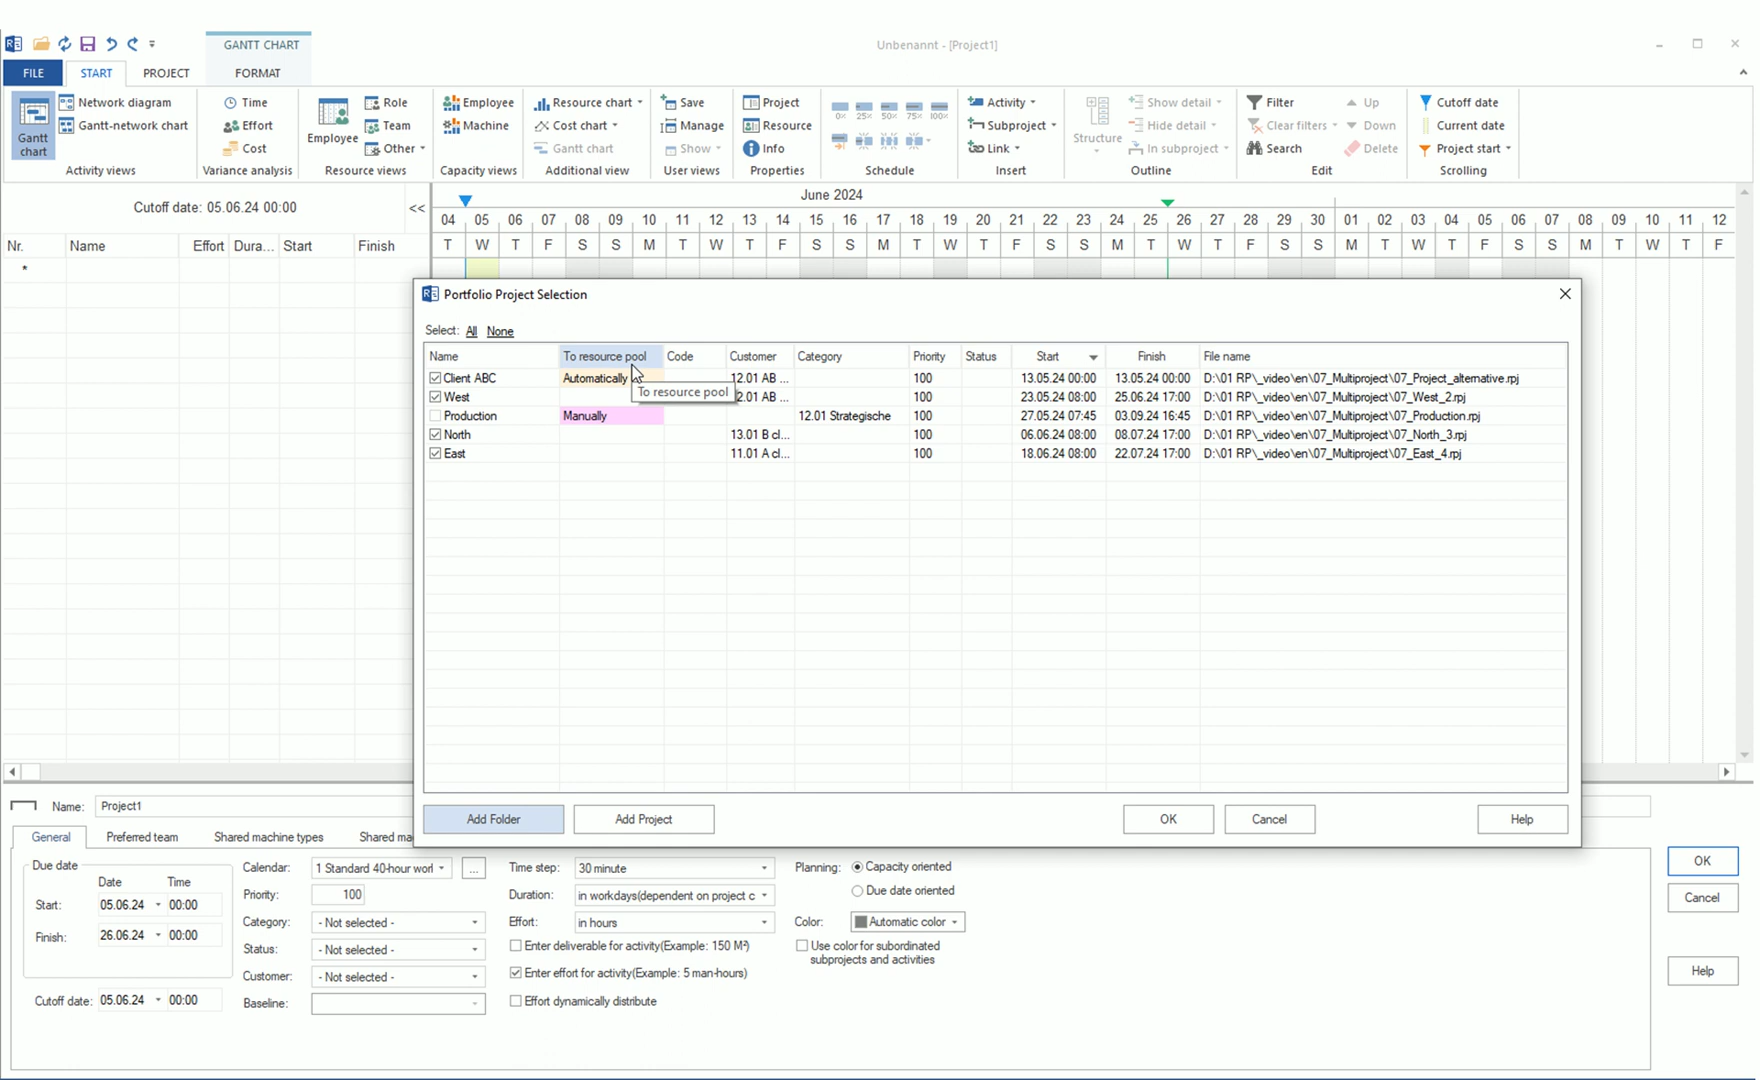 GANTT CHART
Unbenannt - [Project1]
FILE START PROJECT FORMAT
Gantt chart
Network diagram
Gantt-network chart
Activity views
Time
Effort
Cost
Variance analysis
Employee
Role
Team
Other
Resource views
Employee
Machine
Capacity views
Resource chart
Cost chart
Gantt chart
Additional view
Save
Manage
Show
User views
Project
Resource
Info
Properties
0% 25% 50% 75% 100%
Schedule
Activity
Subproject
Link
Insert
Structure
Show detail
Hide detail
In subproject
Outline
Filter
Clear filters
Search
Up
Down
Delete
Edit
Cutoff date
Current date
Project start
Scrolling
Cutoff date: 05.06.24 00:00
<<
June 2024
04 05 06 07 08 09 10 11 12 13 14 15 16 17 18 19 20 21 22 23 24 25 26 27 28 29 30 01 02 03 04 05 06 07 08 09 10 11 12
Nr. Name Effort Dura... Start Finish
T W T F S S M T W T F S S M T W T F S S M T W T F S S M T W T F S S M T W T F
*
Portfolio Project Selection
Select: All None
Name To resource pool Code Customer Category Priority Status Start Finish File name
Client ABC Automatically 12.01 AB ... 100 13.05.24 00:00 13.05.24 00:00 D:\01 RP\_video\en\07_Multiproject\07_Project_alternative.rpj
To resource pool
West 2.01 AB ... 100 23.05.24 08:00 25.06.24 17:00 D:\01 RP\_video\en\07_Multiproject\07_West_2.rpj
Production Manually 12.01 Strategische 100 27.05.24 07:45 03.09.24 16:45 D:\01 RP\_video\en\07_Multiproject\07_Production.rpj
North 13.01 B cl... 100 06.06.24 08:00 08.07.24 17:00 D:\01 RP\_video\en\07_Multiproject\07_North_3.rpj
East 11.01 A cl... 100 18.06.24 08:00 22.07.24 17:00 D:\01 RP\_video\en\07_Multiproject\07_East_4.rpj
Add Folder Add Project OK Cancel Help
Name: Project1
General Preferred team Shared machine types Shared ma
Due date
Date Time
Start: 05.06.24 00:00
Finish: 26.06.24 00:00
Cutoff date: 05.06.24 00:00
Calendar: 1 Standard 40-hour worl ...
Priority: 100
Category: - Not selected -
Status: - Not selected -
Customer: - Not selected -
Baseline:
Time step: 30 minute
Duration: in workdays(dependent on project c
Effort: in hours
Enter deliverable for activity(Example: 150 M²)
Enter effort for activity(Example: 5 man-hours)
Effort dynamically distribute
Planning: Capacity oriented
Due date oriented
Color: Automatic color
Use color for subordinated
subprojects and activities
OK
Cancel
Help